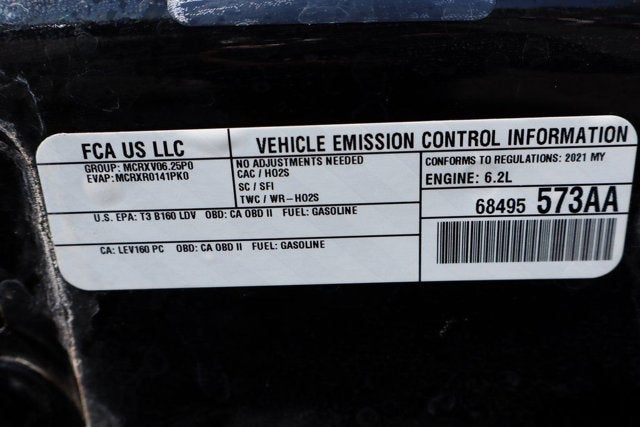 FCA US LLC
VEHICLE EMISSION CONTROL INFORMATION
GROUP: MCRXV06.25P0
EVAP: MCRXR0141PK0
NO ADJUSTMENTS NEEDED
CAC / HO2S
SC / SFI
TWC / WR-HO2S
CONFORMS TO REGULATIONS: 2021 MY
ENGINE: 6.2L
U.S. EPA: T3 B160 LDV OBD: CA OBD II FUEL: GASOLINE
CA: LEV160 PC OBD: CA OBD II FUEL: GASOLINE
68495 573AA